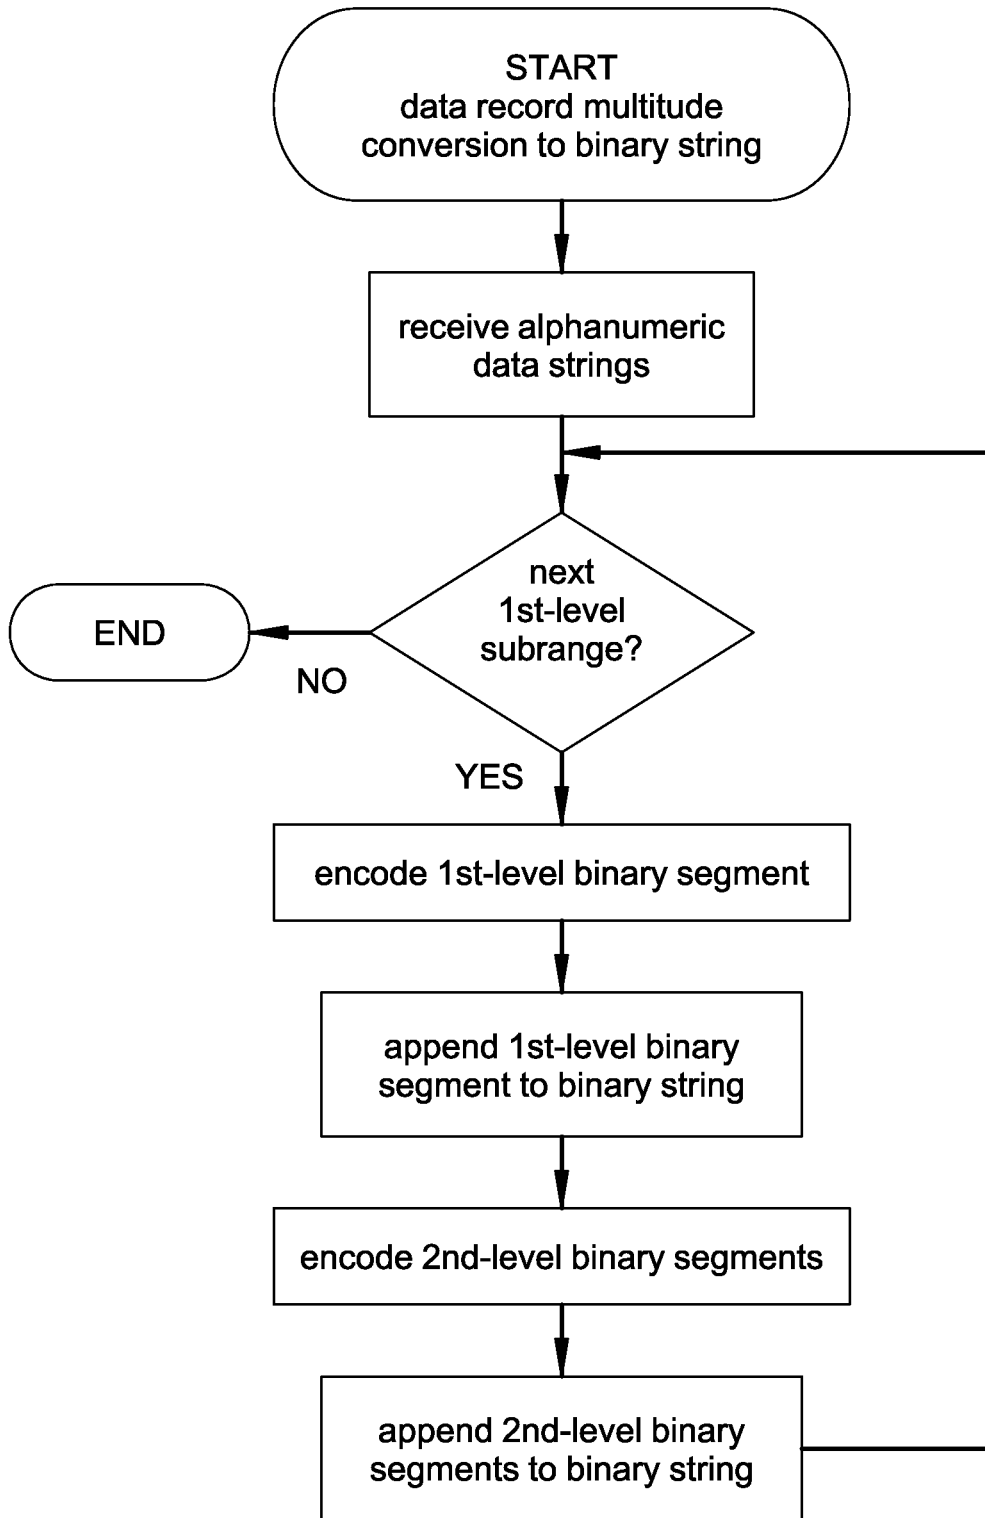 START
data record multitude
conversion to binary string
receive alphanumeric
data strings
next
1st-level
subrange?
END
NO
YES
encode 1st-level binary segment
append 1st-level binary
segment to binary string
encode 2nd-level binary segments
append 2nd-level binary
segments to binary string